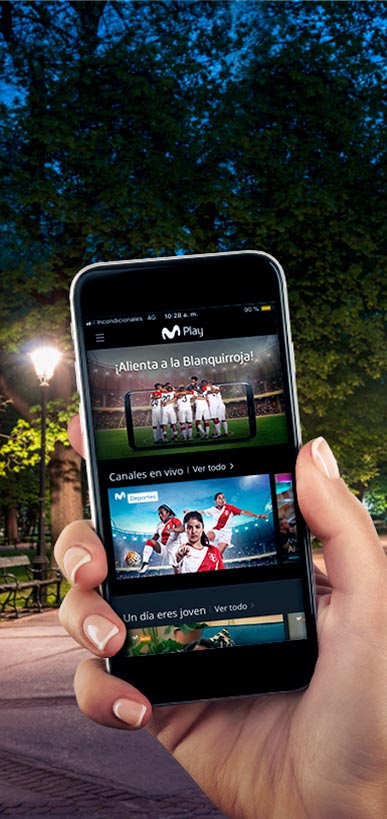 Incondicionales 4G 10:28 a. m. 90 %
Play
¡Alienta a la Blanquirroja!
Canales en vivo | Ver todo >
Deportes
Un día eres joven | Ver todo >